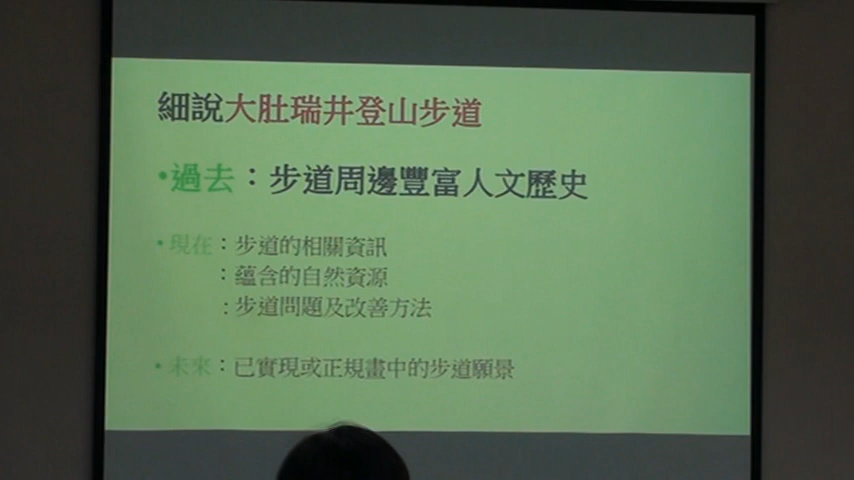 細說大肚瑞井登山步道
•過去：步道周邊豐富人文歷史
•現在：步道的相關資訊
：蘊含的自然資源
：步道問題及改善方法
•未來：已實現或正規畫中的步道願景